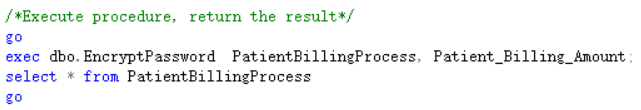 /*Execute procedure, return the result*/
go
exec dbo.EncryptPassword PatientBillingProcess, Patient_Billing_Amount;
select * from PatientBillingProcess
go